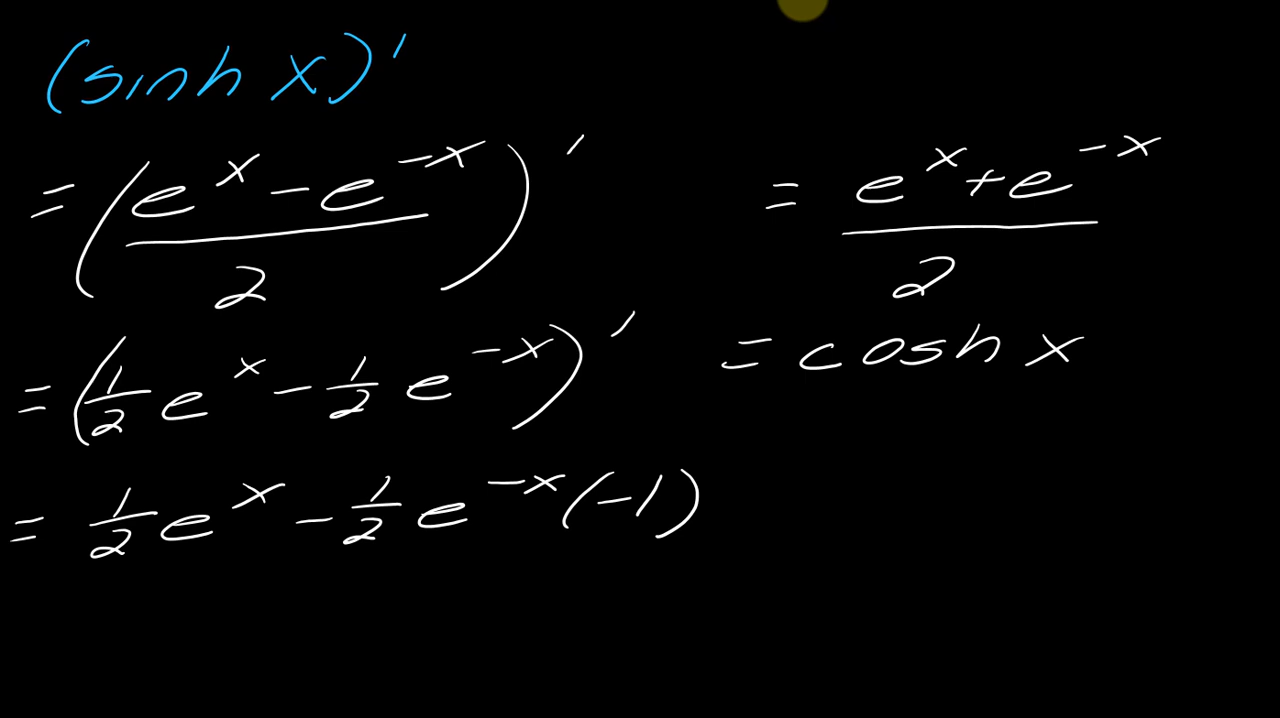 (sinh x)'
= ((e^x - e^-x)/2)'
= (1/2 e^x - 1/2 e^-x)'
= 1/2 e^x - 1/2 e^-x (-1)
= (e^x + e^-x)/2
= cosh x